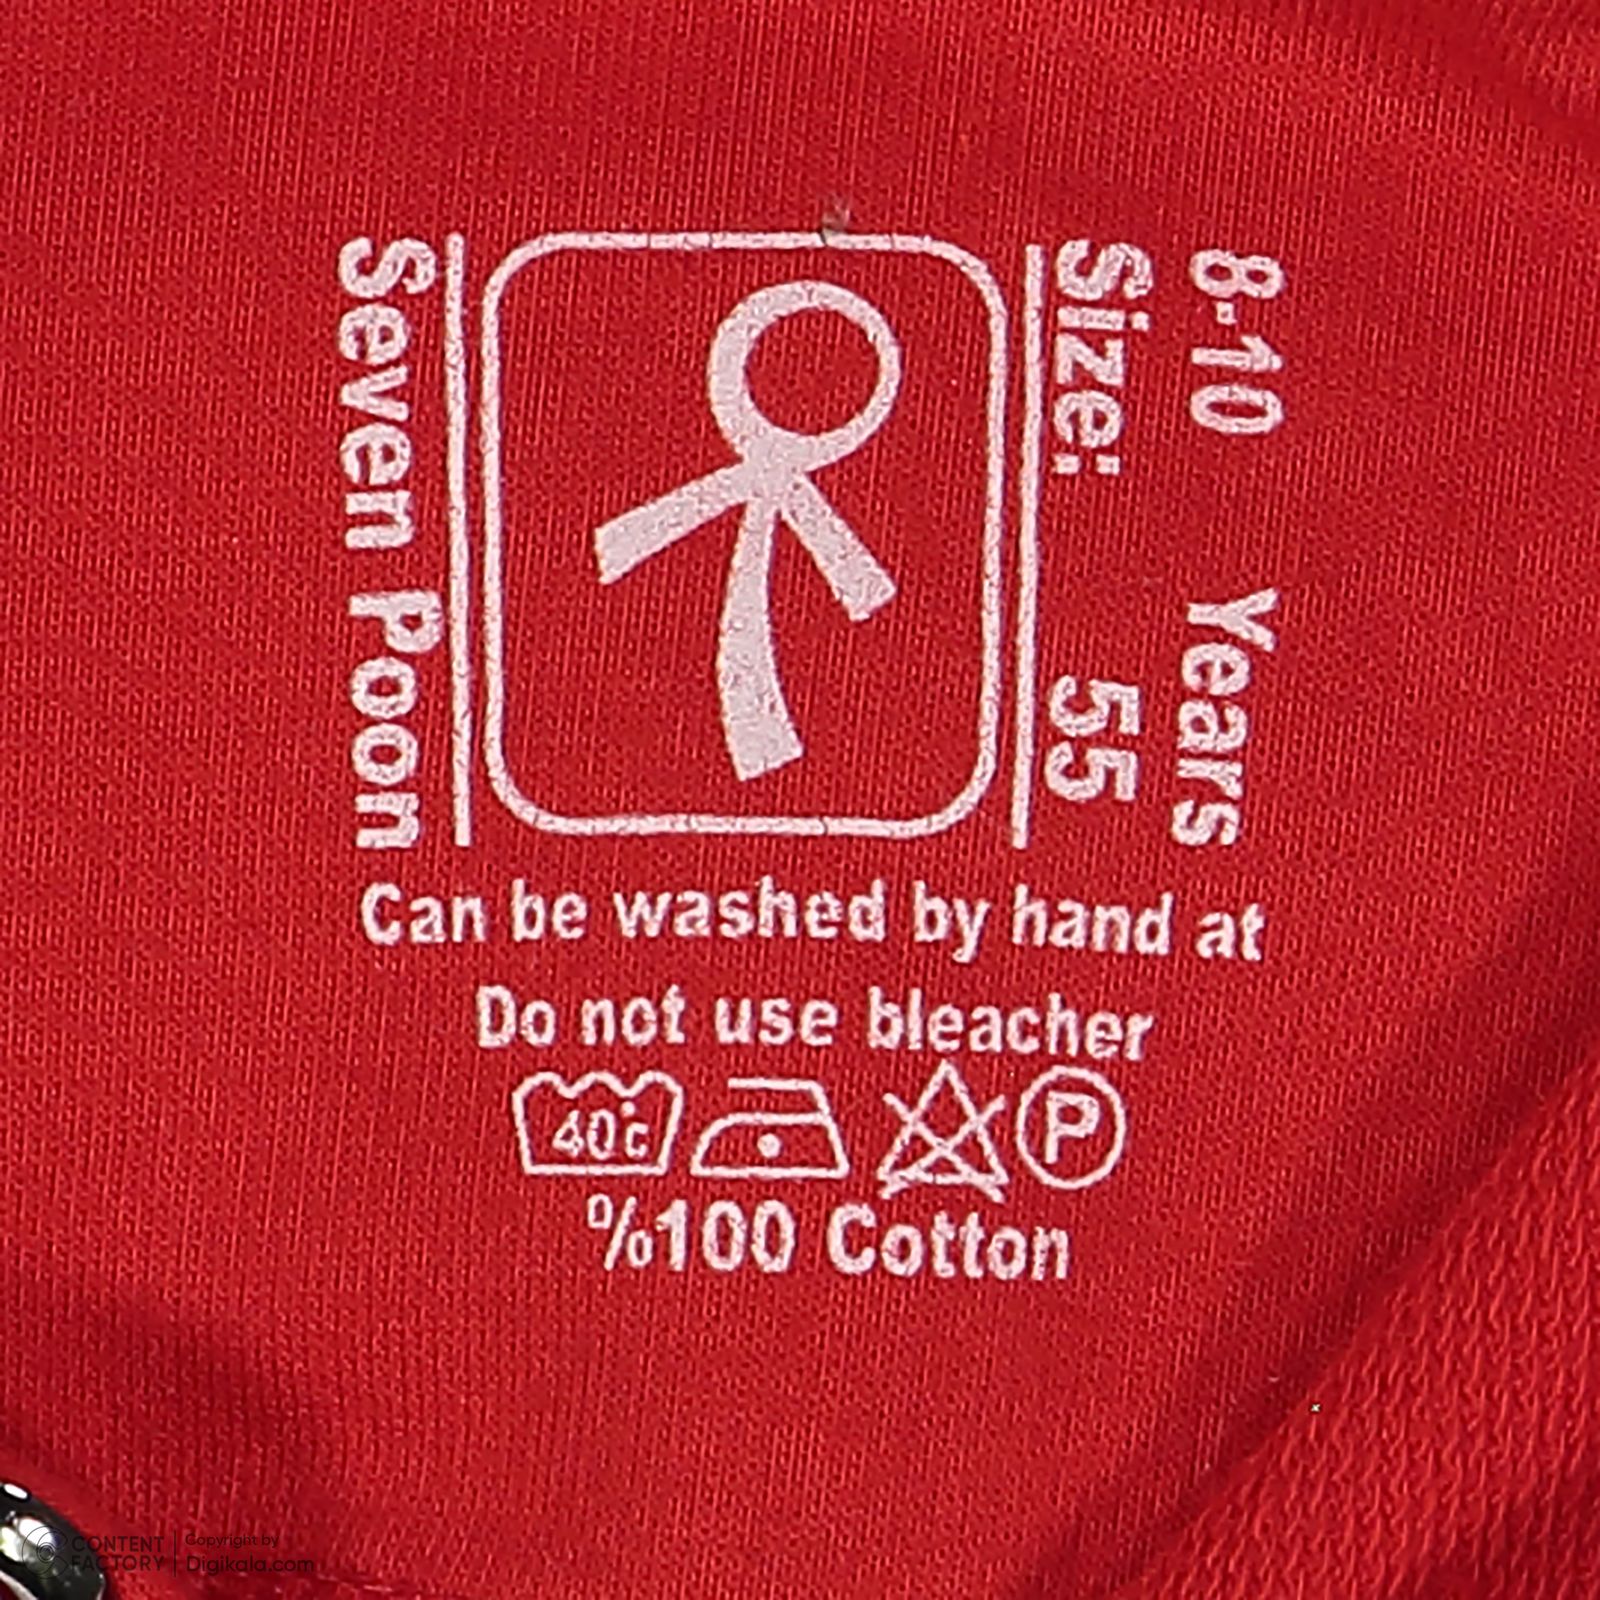 Seven Poon
Size: 55
8-10 Years
Can be washed by hand at
Do not use bleacher
40°c
P
%100 Cotton
CONTENT FACTORY
Copyright by
Digikala.com